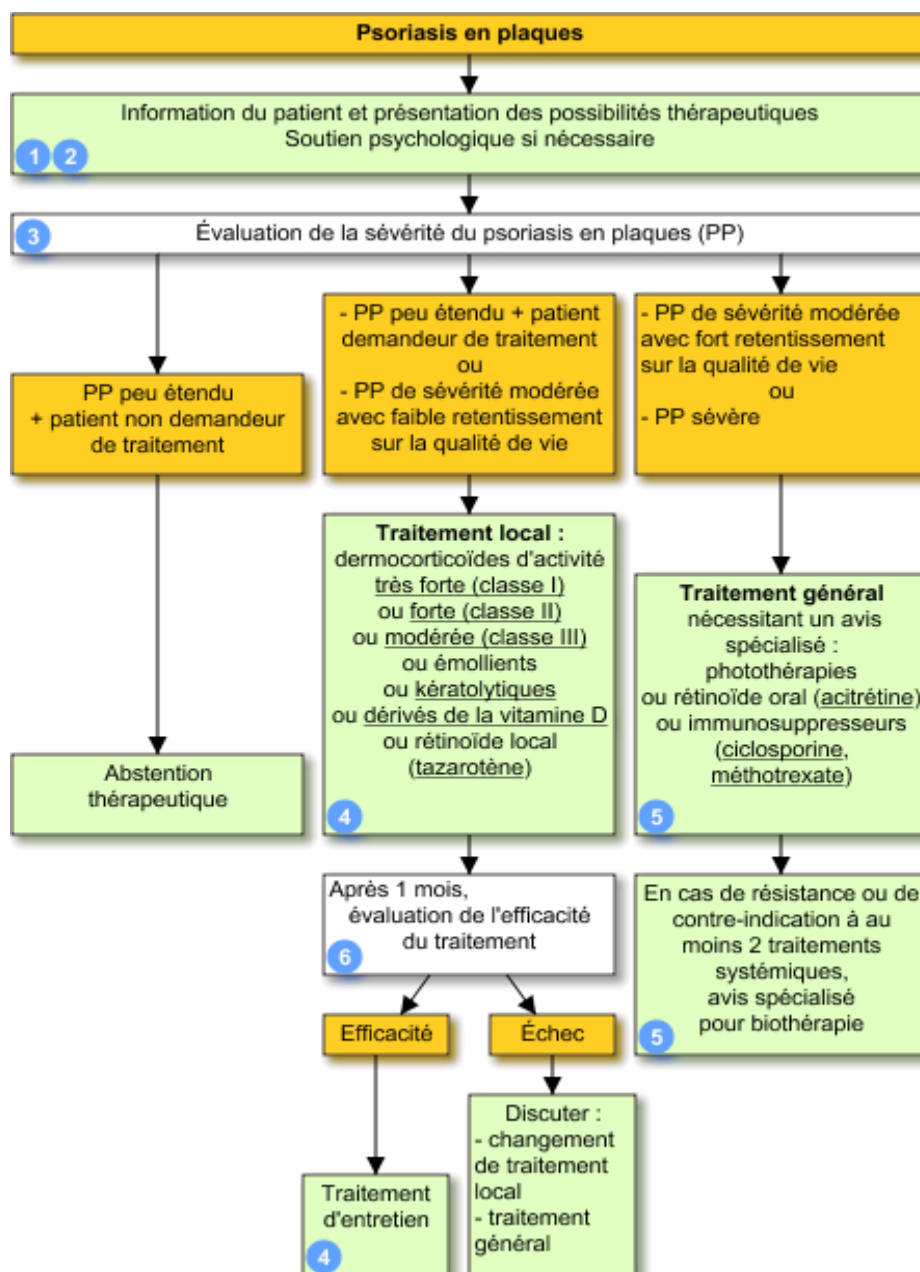 Psoriasis en plaques
Information du patient et présentation des possibilités thérapeutiques
Soutien psychologique si nécessaire
1 2
3
Évaluation de la sévérité du psoriasis en plaques (PP)
PP peu étendu
+ patient non demandeur
de traitement
- PP peu étendu + patient
demandeur de traitement
ou
- PP de sévérité modérée
avec faible retentissement
sur la qualité de vie
- PP de sévérité modérée
avec fort retentissement
sur la qualité de vie
ou
- PP sévère
Abstention
thérapeutique
Traitement local :
dermocorticoïdes d'activité
très forte (classe I)
ou forte (classe II)
ou modérée (classe III)
ou émollients
ou kératolytiques
ou dérivés de la vitamine D
ou rétinoïde local
(tazarotène)
4
Traitement général
nécessitant un avis
spécialisé :
photothérapies
ou rétinoïde oral (acitrétine)
ou immunosuppresseurs
(ciclosporine,
méthotrexate)
5
Après 1 mois,
évaluation de l'efficacité
du traitement
6
En cas de résistance ou de
contre-indication à au
moins 2 traitements
systémiques,
avis spécialisé
pour biothérapie
5
Efficacité
Échec
Traitement
d'entretien
4
Discuter :
- changement
de traitement
local
- traitement
général